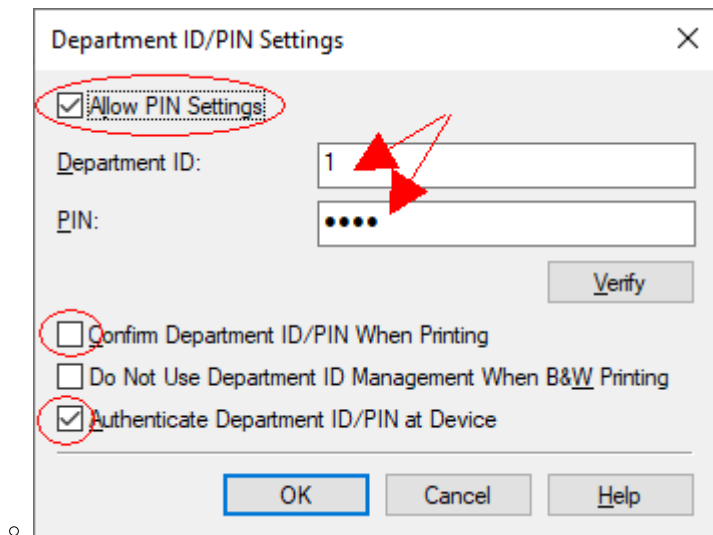 Department ID/PIN Settings
Allow PIN Settings
Department ID: 1
PIN: ●●●●
Verify
Confirm Department ID/PIN When Printing
Do Not Use Department ID Management When B&W Printing
Authenticate Department ID/PIN at Device
OK Cancel Help